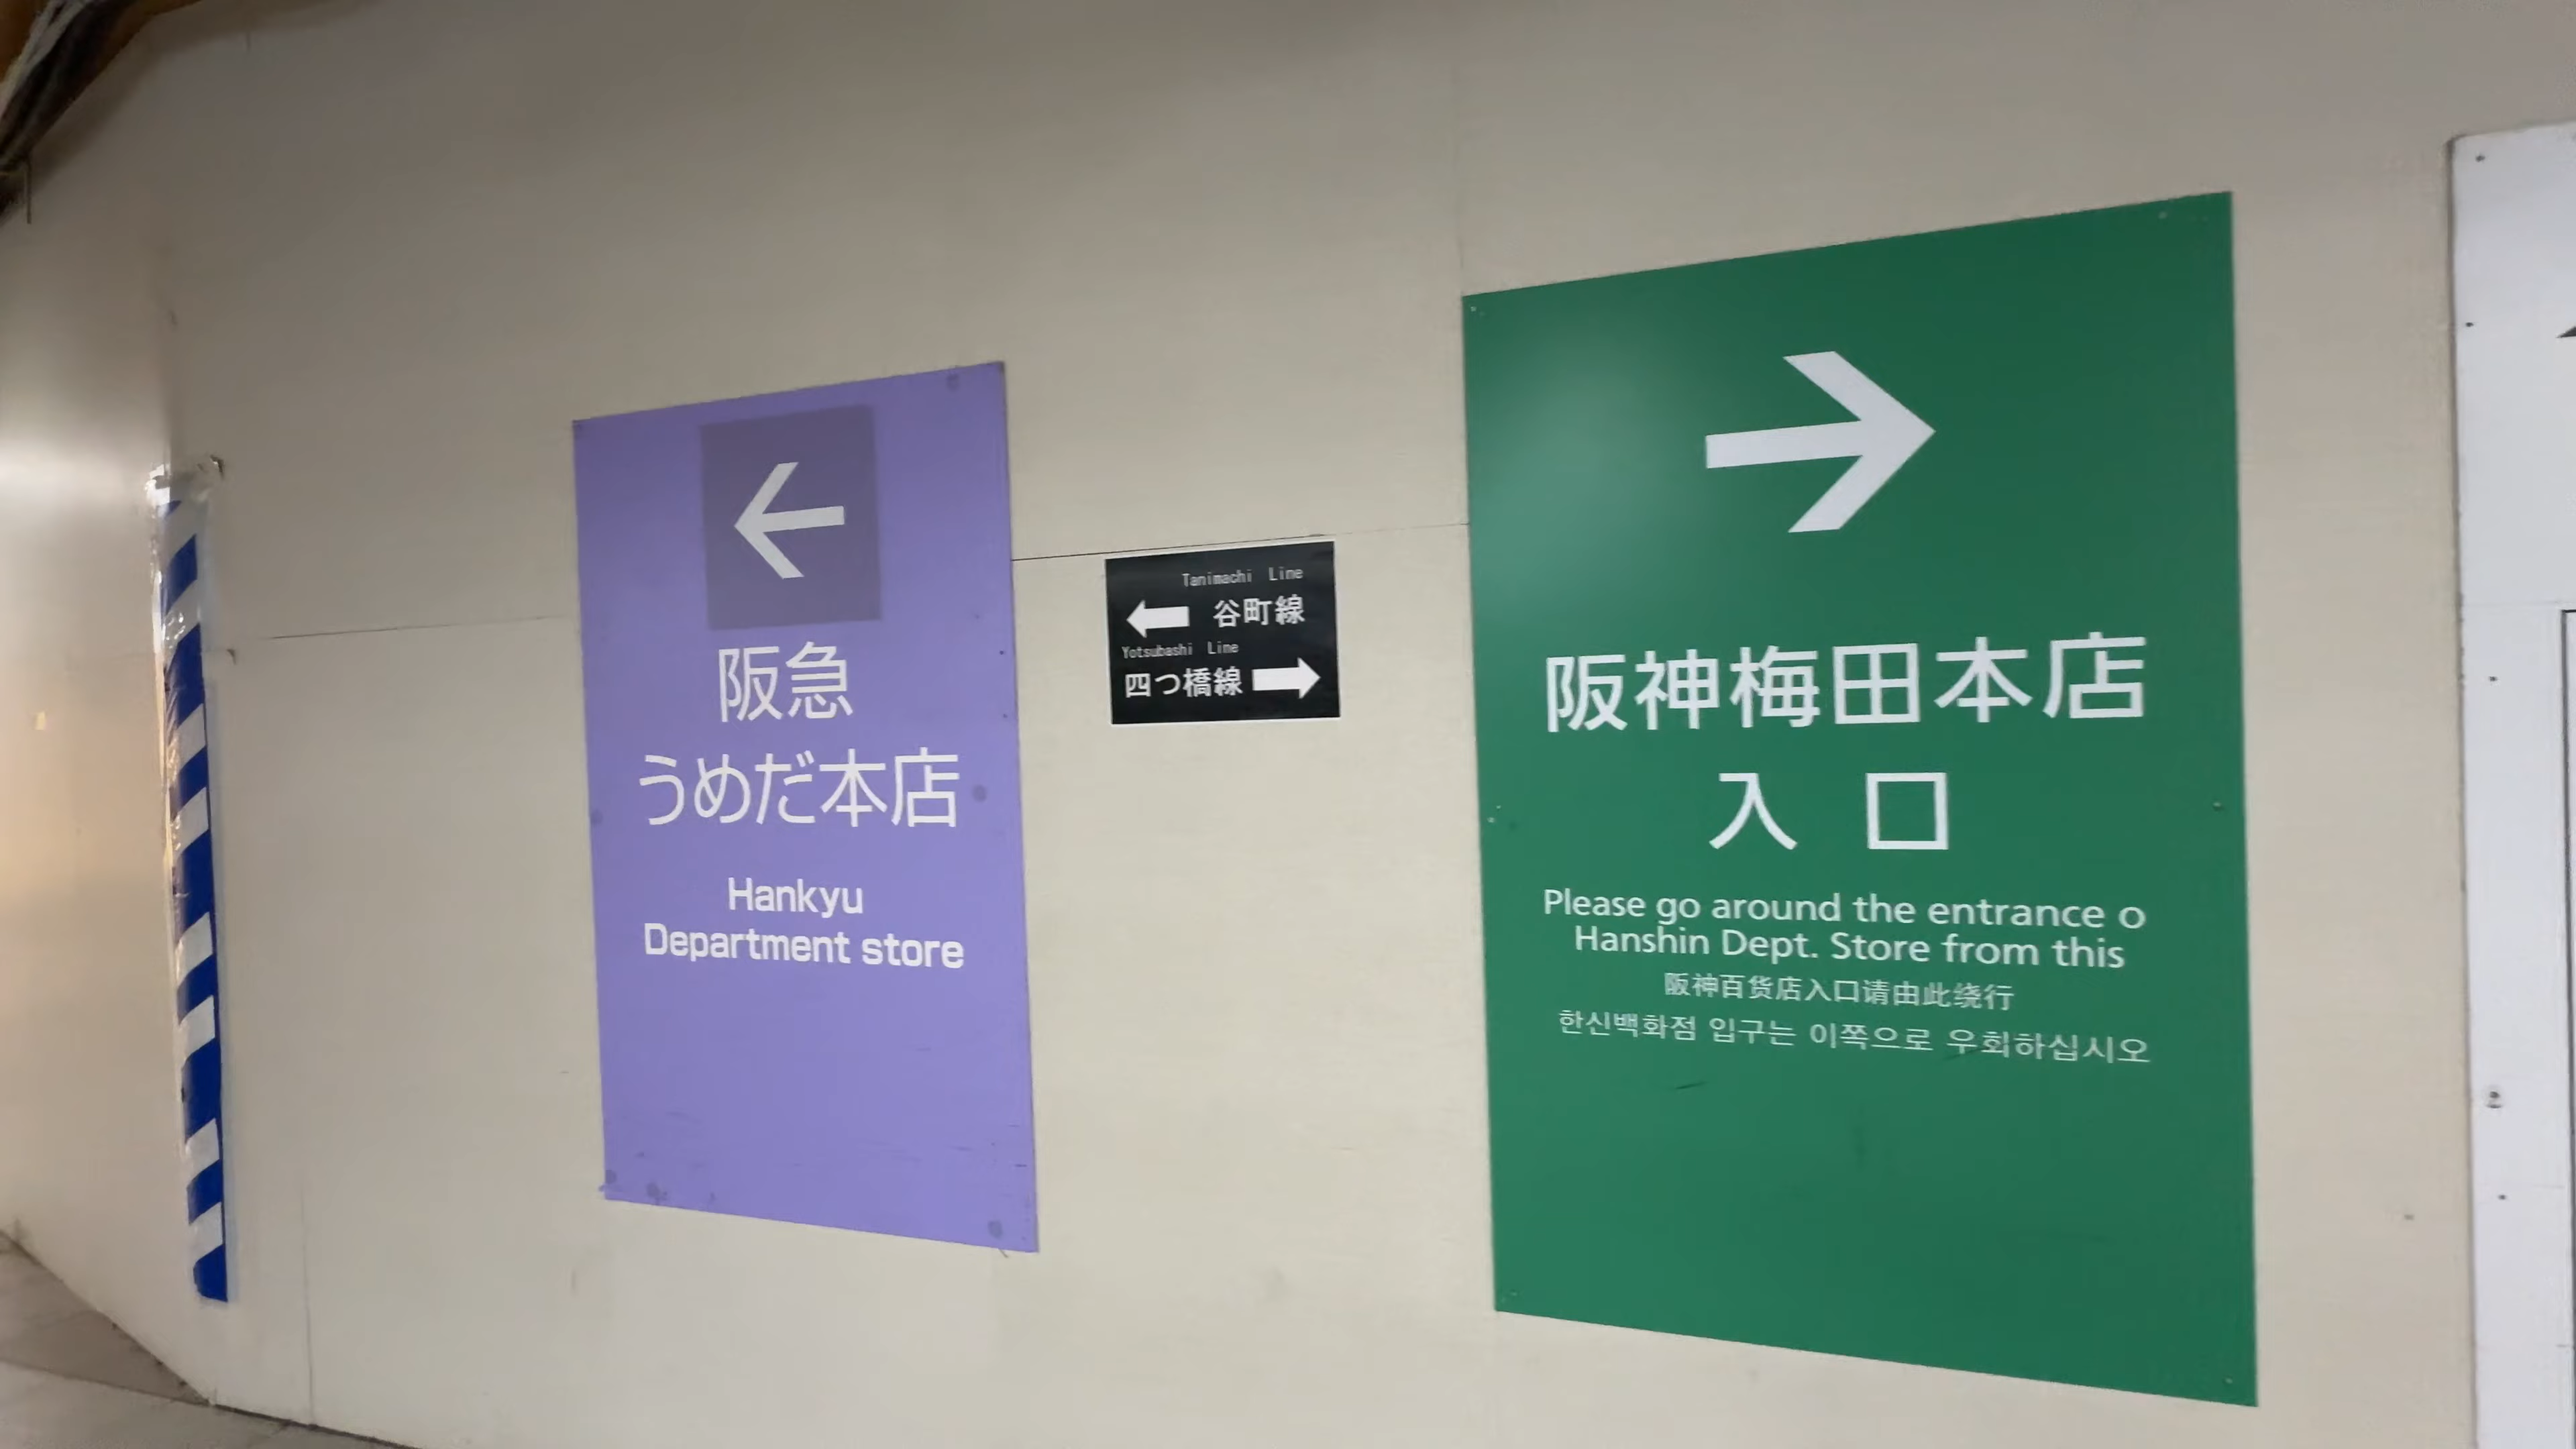 阪急
うめだ本店
Hankyu
Department store
Tanimachi Line
谷町線
Yotsubashi Line
四つ橋線
阪神梅田本店
入口
Please go around the entrance o
Hanshin Dept. Store from this
阪神百货店入口请由此绕行
한신백화점 입구는 이쪽으로 우회하십시오